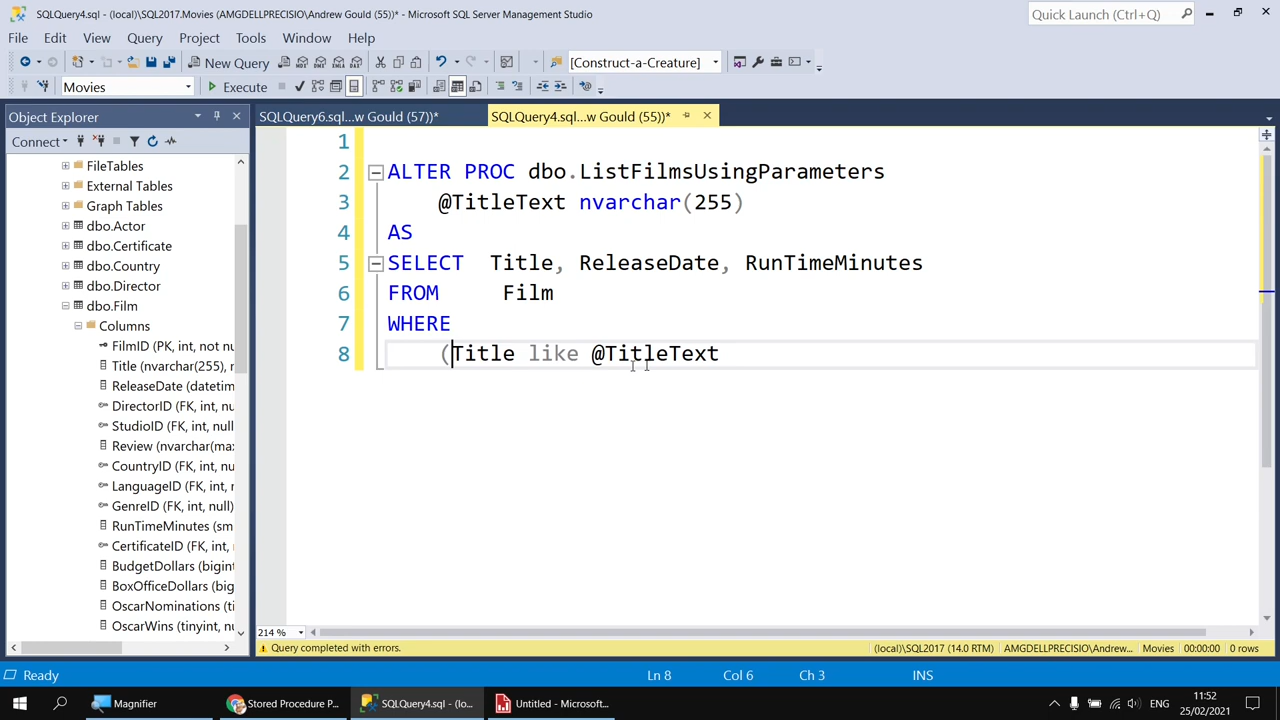 SQLQuery4.sql - (local)\SQL2017.Movies (AMGDELLPRECISIO\Andrew Gould (55))* - Microsoft SQL Server Management Studio
Quick Launch (Ctrl+Q)
File Edit View Query Project Tools Window Help
New Query
[Construct-a-Creature]
Movies
Execute
Object Explorer
SQLQuery6.sql...w Gould (57))*
SQLQuery4.sql...w Gould (55))*
Connect
FileTables
External Tables
Graph Tables
dbo.Actor
dbo.Certificate
dbo.Country
dbo.Director
dbo.Film
Columns
FilmID (PK, int, not nu
Title (nvarchar(255), n
ReleaseDate (datetim
DirectorID (FK, int, nu
StudioID (FK, int, null
Review (nvarchar(max
CountryID (FK, int, nu
LanguageID (FK, int, n
GenreID (FK, int, null)
RunTimeMinutes (sm
CertificateID (FK, int, r
BudgetDollars (bigint
BoxOfficeDollars (big
OscarNominations (ti
OscarWins (tinyint, nu
1
2 ALTER PROC dbo.ListFilmsUsingParameters
3 @TitleText nvarchar(255)
4 AS
5 SELECT Title, ReleaseDate, RunTimeMinutes
6 FROM Film
7 WHERE
8 (Title like @TitleText
214 %
Query completed with errors.
(local)\SQL2017 (14.0 RTM)
AMGDELLPRECISIO\Andrew...
Movies
00:00:00
0 rows
Ready
Ln 8
Col 6
Ch 3
INS
Magnifier
Stored Procedure P...
SQLQuery4.sql - (lo...
Untitled - Microsoft...
ENG
11:52
25/02/2021